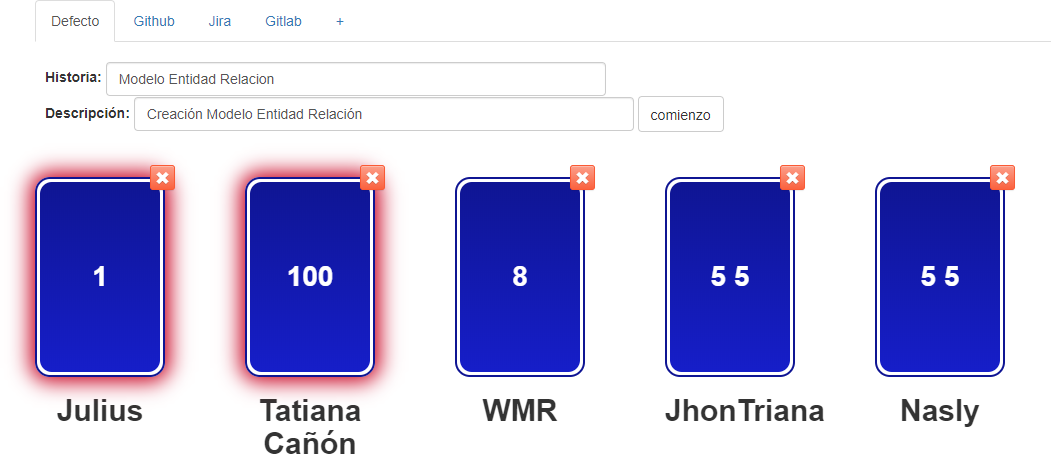 Defecto Github Jira Gitlab +
Historia: Modelo Entidad Relacion
Descripción: Creación Modelo Entidad Relación comienzo
1 100 8 5 5 5 5
Julius Tatiana Cañón WMR JhonTriana Nasly